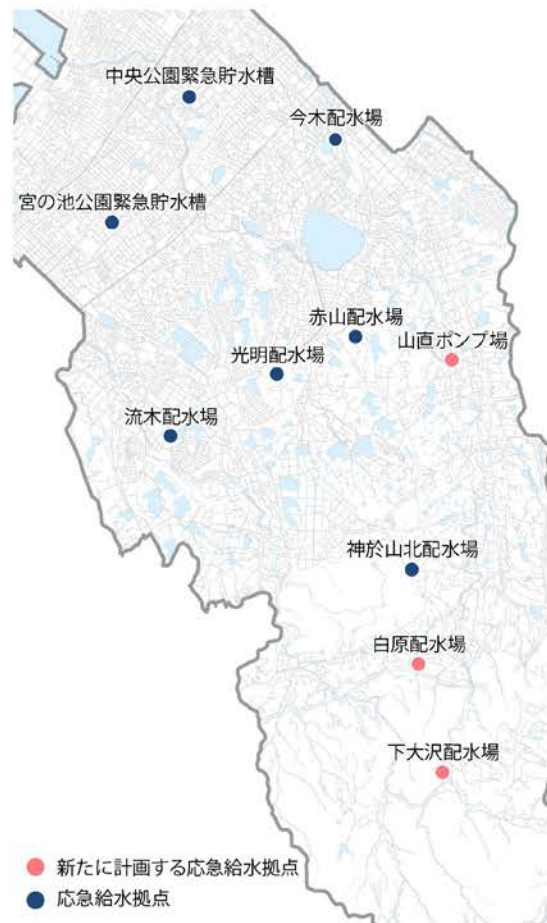 中央公園緊急貯水槽
今木配水場
宮の池公園緊急貯水槽
赤山配水場
山直ポンプ場
光明配水場
流木配水場
神於山北配水場
白原配水場
下大沢配水場
新たに計画する応急給水拠点
応急給水拠点